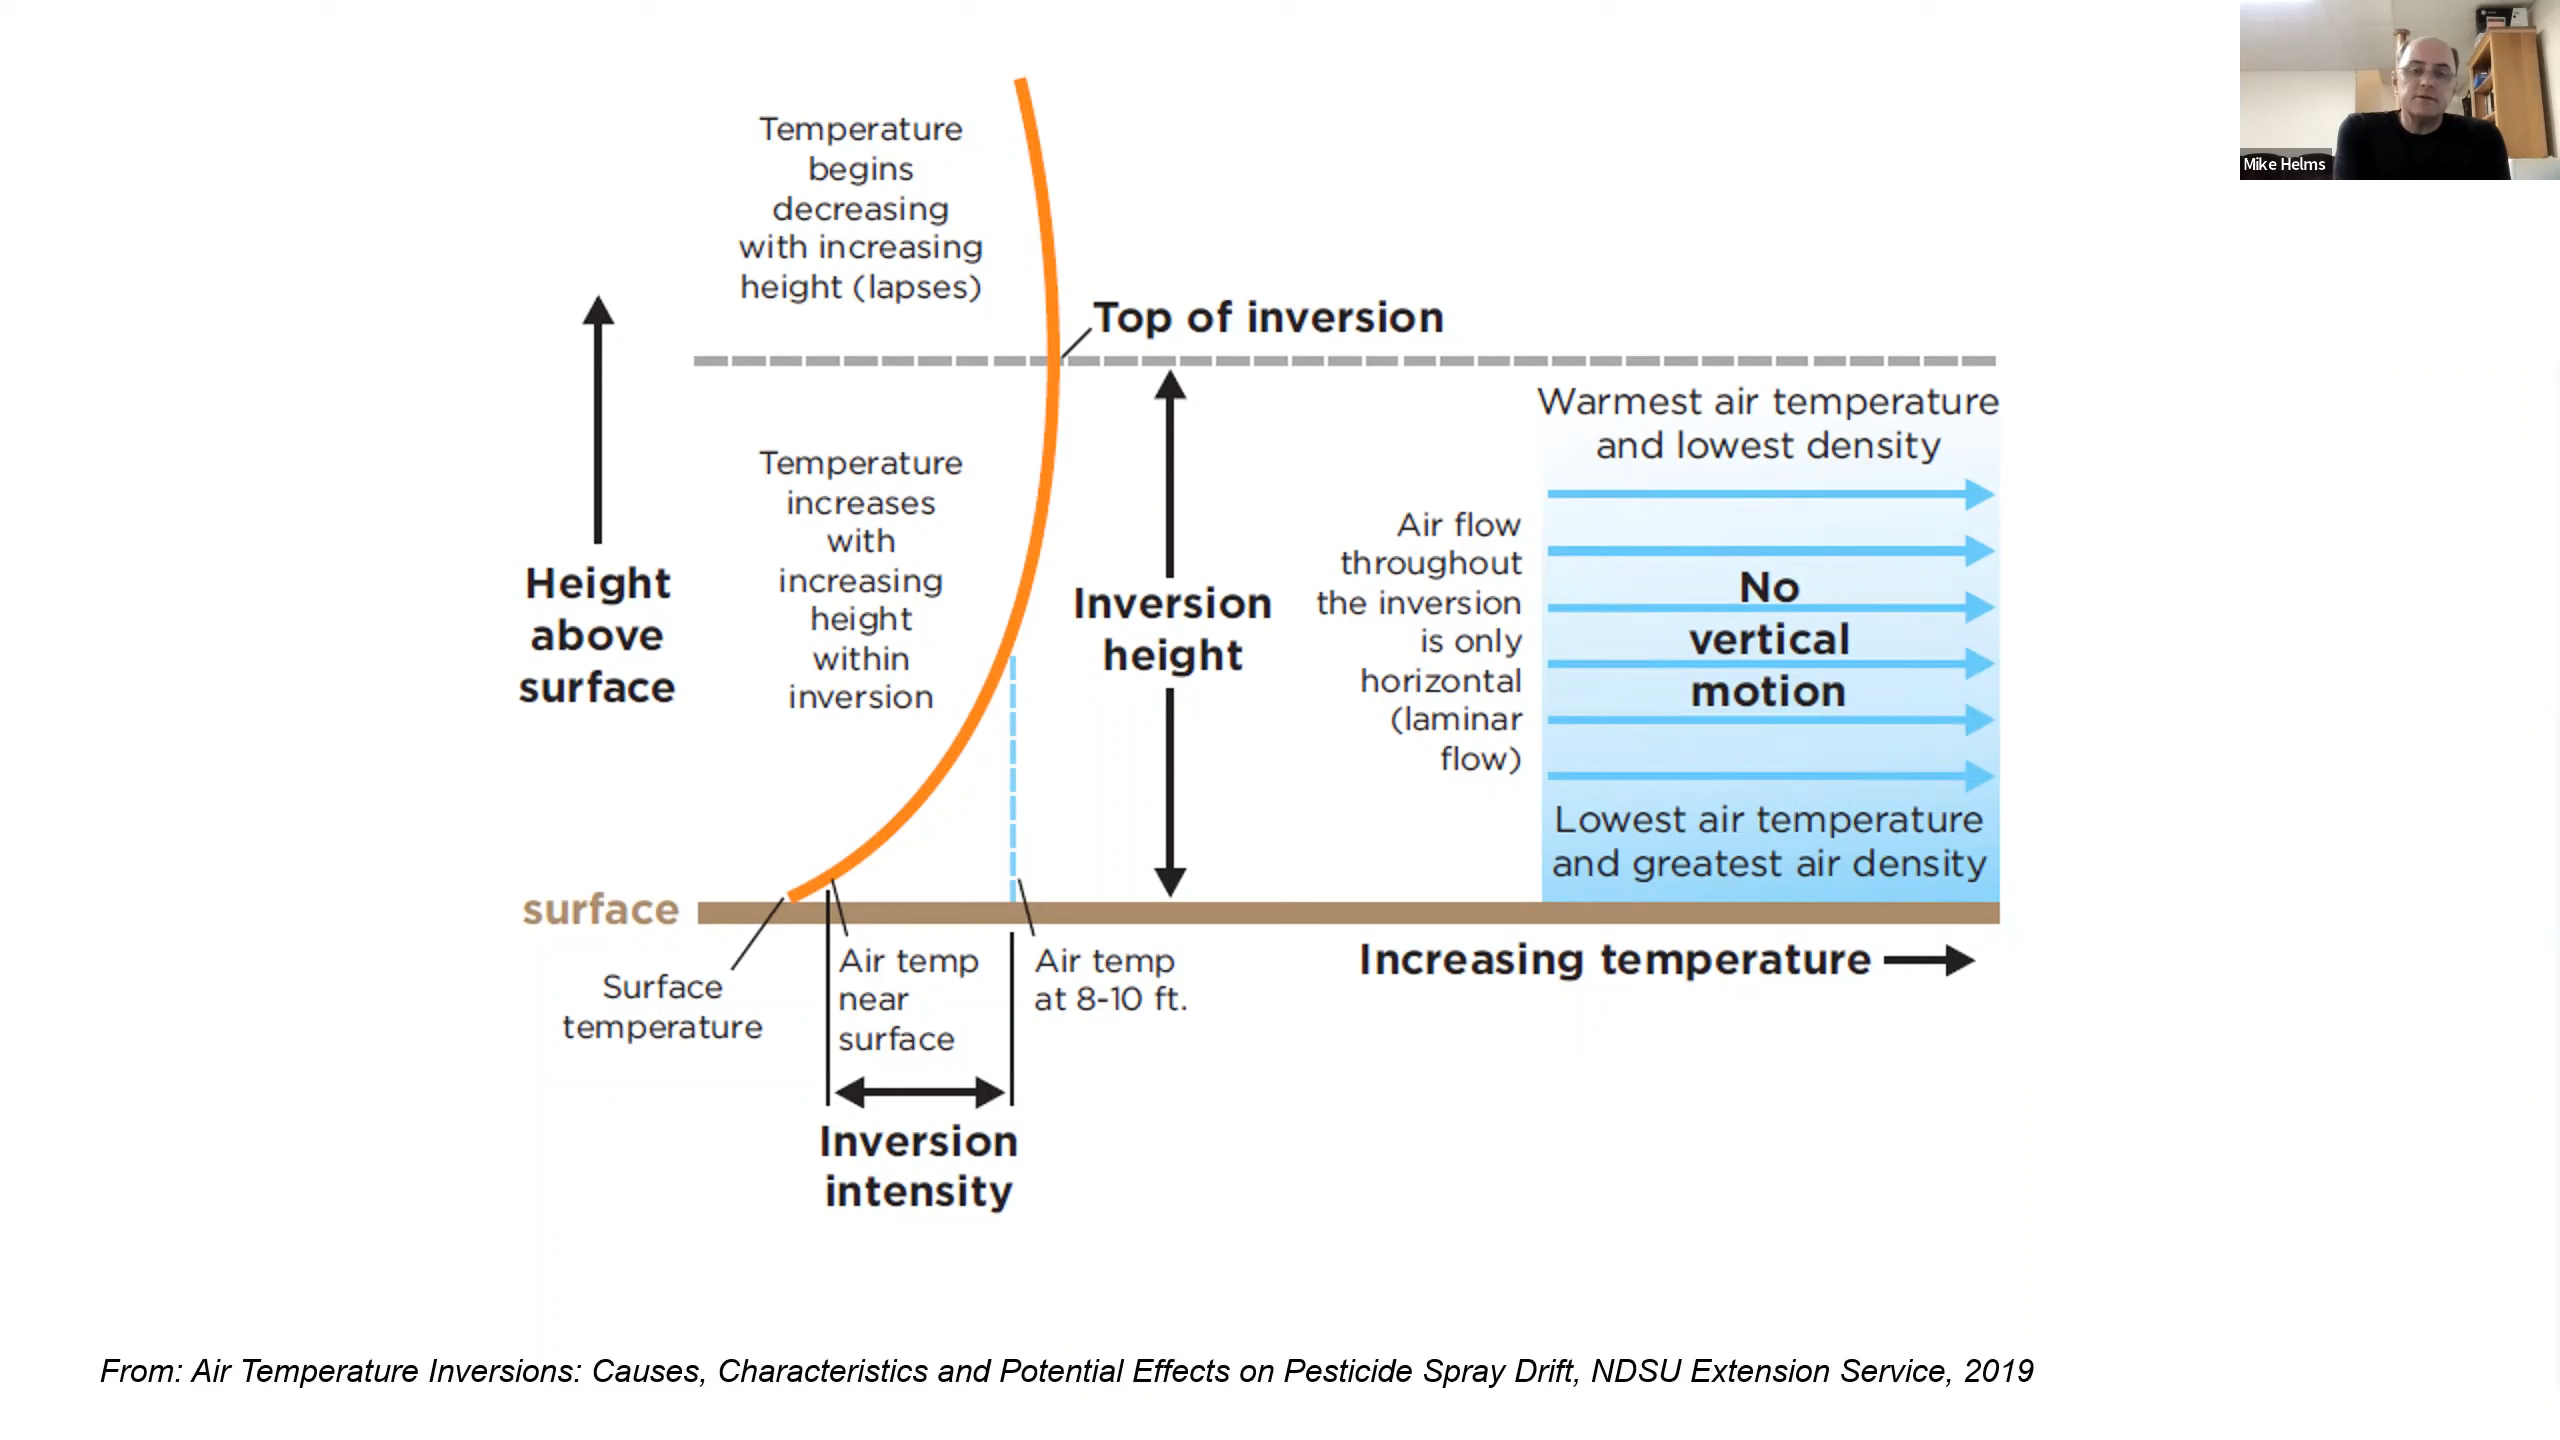 Mike Helms
Temperature
begins
decreasing
with increasing
height (lapses)
Top of inversion
Warmest air temperature
and lowest density
Temperature
increases
with
increasing
height
within
inversion
Height
above
surface
Inversion
height
Air flow
throughout
the inversion
is only
horizontal
(laminar
flow)
No
vertical
motion
Lowest air temperature
and greatest air density
surface
Surface
temperature
Air temp
near
surface
Air temp
at 8-10 ft.
Increasing temperature
Inversion
intensity
From: Air Temperature Inversions: Causes, Characteristics and Potential Effects on Pesticide Spray Drift, NDSU Extension Service, 2019